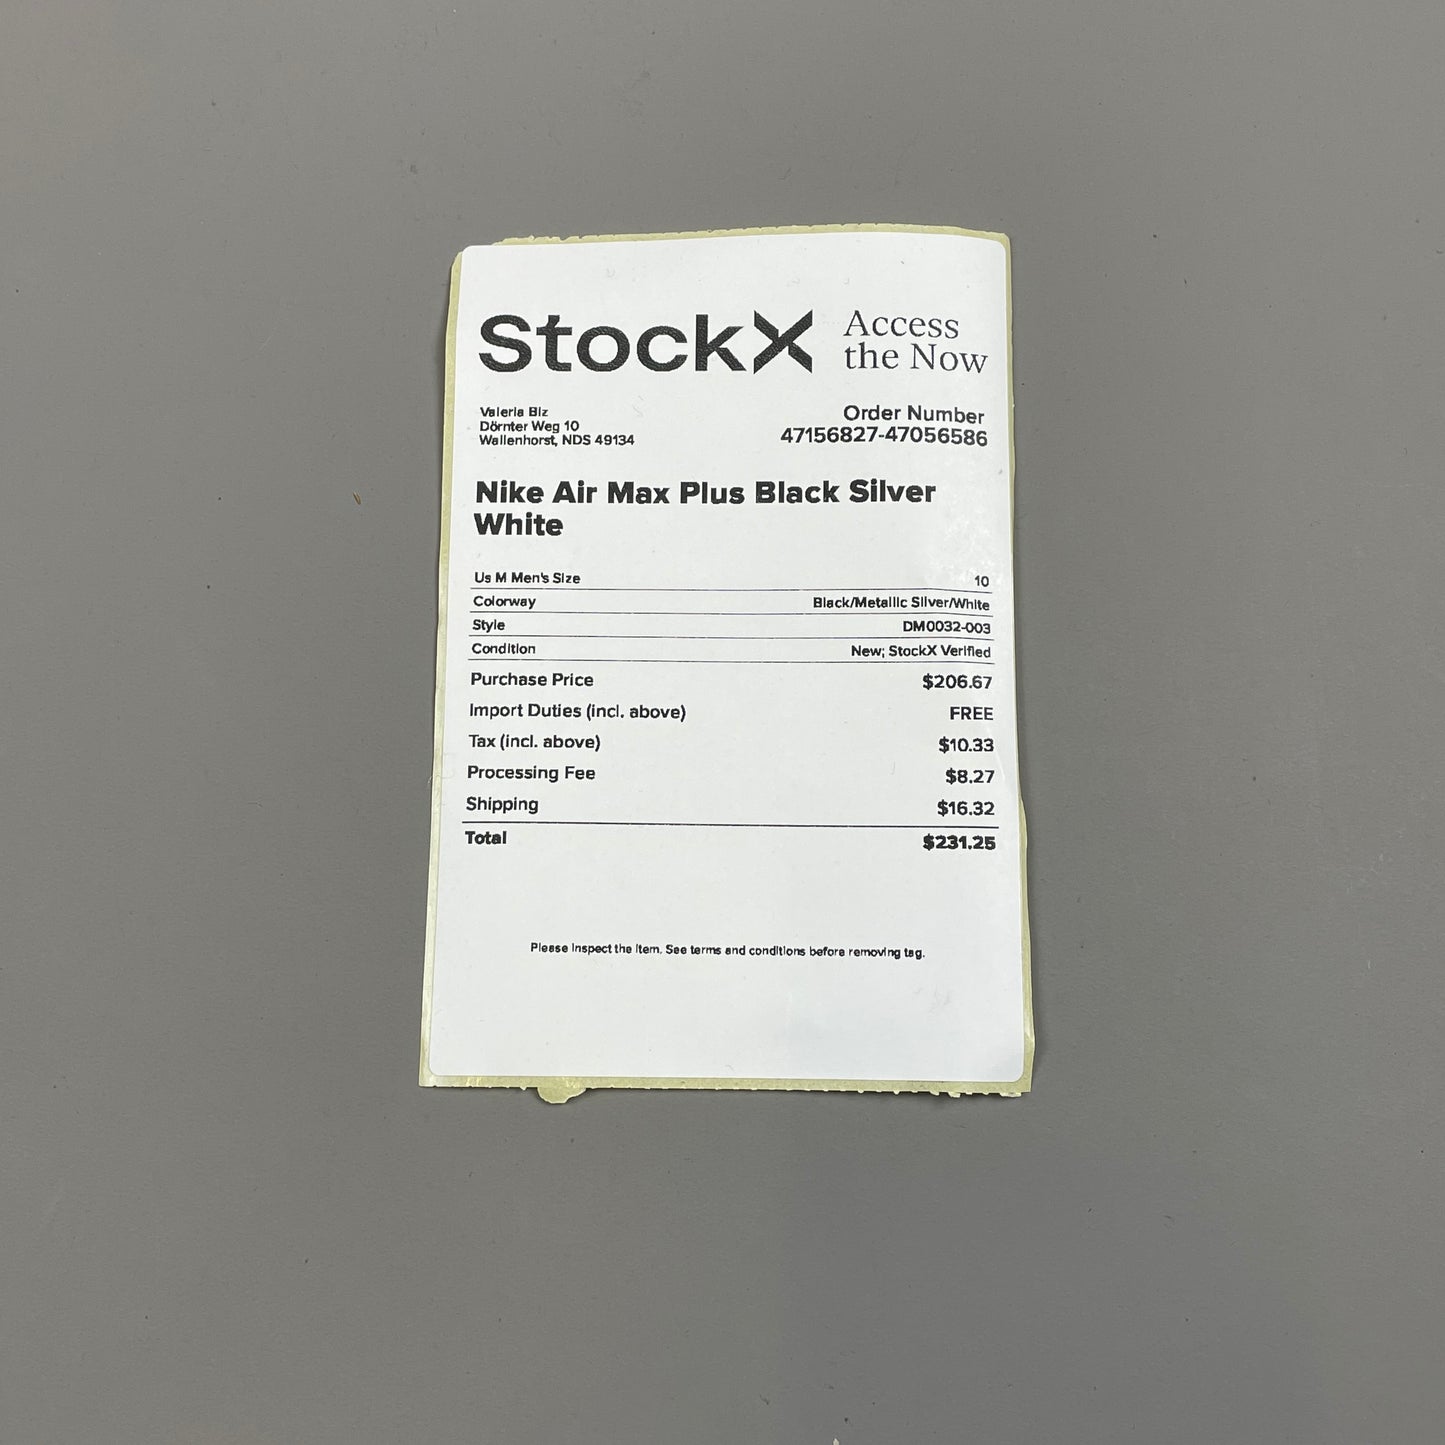 StockX
Access
the Now
Valeria Biz
Dörnter Weg 10
Wallenhorst, NDS 49134
Order Number
47156827-47056586
Nike Air Max Plus Black Silver
White
Us M Men's Size 10
Colorway Black/Metallic Silver/White
Style DM0032-003
Condition New; StockX Verified
Purchase Price $206.67
Import Duties (incl. above) FREE
Tax (incl. above) $10.33
Processing Fee $8.27
Shipping $16.32
Total $231.25
Please inspect the item. See terms and conditions before removing tag.